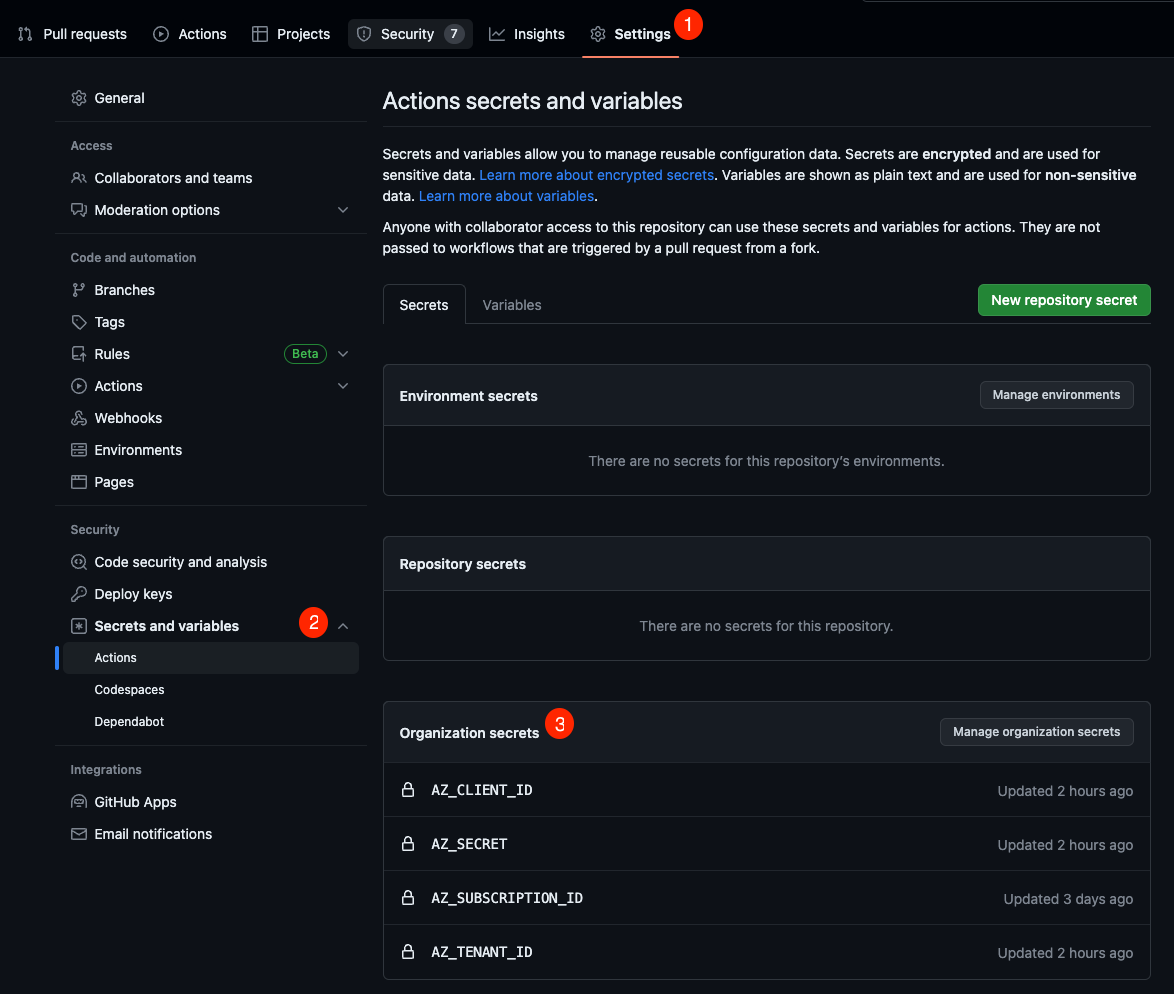 Pull requests Actions Projects Security 7 Insights Settings 1
General
Access
Collaborators and teams
Moderation options
Code and automation
Branches
Tags
Rules Beta
Actions
Webhooks
Environments
Pages
Security
Code security and analysis
Deploy keys
Secrets and variables 2
Actions
Codespaces
Dependabot
Integrations
GitHub Apps
Email notifications
Actions secrets and variables
Secrets and variables allow you to manage reusable configuration data. Secrets are encrypted and are used for
sensitive data. Learn more about encrypted secrets. Variables are shown as plain text and are used for non-sensitive
data. Learn more about variables.
Anyone with collaborator access to this repository can use these secrets and variables for actions. They are not
passed to workflows that are triggered by a pull request from a fork.
Secrets Variables New repository secret
Environment secrets Manage environments
There are no secrets for this repository’s environments.
Repository secrets
There are no secrets for this repository.
Organization secrets 3 Manage organization secrets
AZ_CLIENT_ID Updated 2 hours ago
AZ_SECRET Updated 2 hours ago
AZ_SUBSCRIPTION_ID Updated 3 days ago
AZ_TENANT_ID Updated 2 hours ago